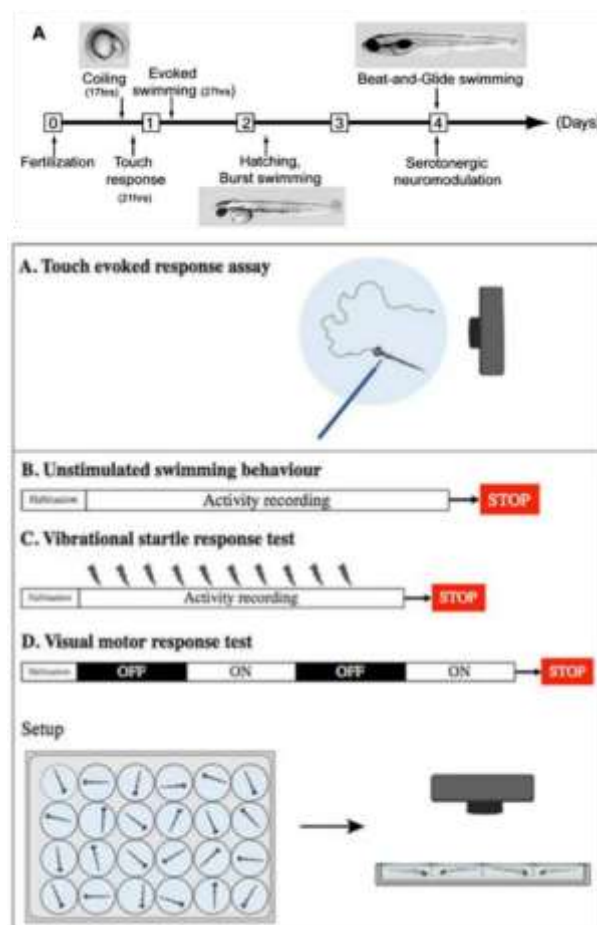 A
Coiling
(17hrs)
Evoked
swimming (27hrs)
Beat-and-Glide swimming
0 1 2 3 4 (Days)
Fertilization
Touch
response
(21hrs)
Hatching,
Burst swimming
Serotonergic
neuromodulation
A. Touch evoked response assay
B. Unstimulated swimming behaviour
Activity recording
STOP
C. Vibrational startle response test
Activity recording
STOP
D. Visual motor response test
OFF ON OFF ON
STOP
Setup